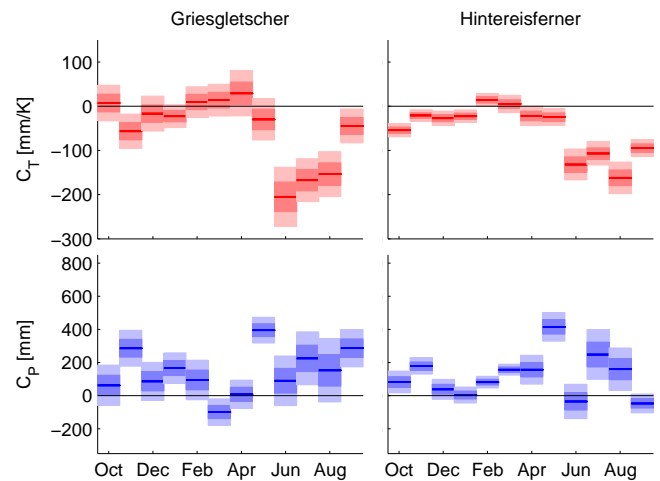 Griesgletscher Hintereisferner
C_T [mm/K]
100
0
−100
−200
−300
C_P [mm]
800
600
400
200
0
−200
Oct Dec Feb Apr Jun Aug Oct Dec Feb Apr Jun Aug